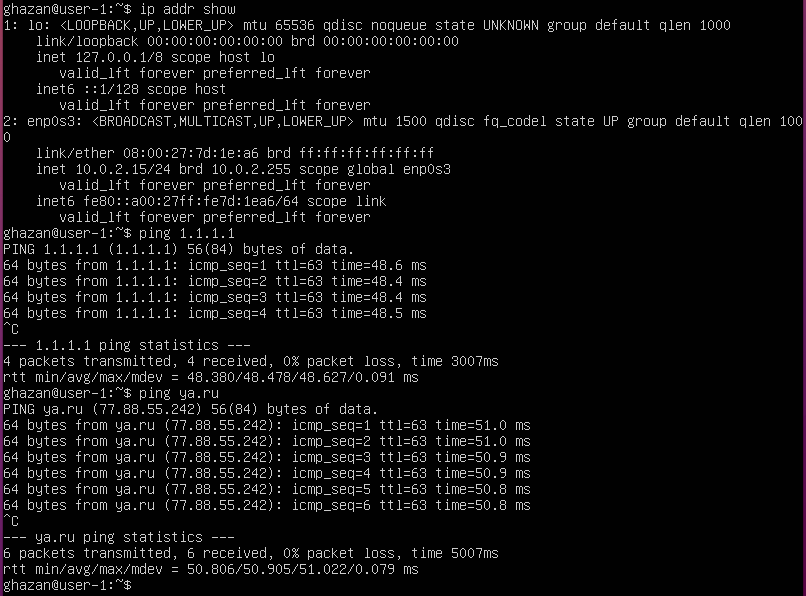 ghazan@user-1:~$ ip addr show
1: lo: <LOOPBACK,UP,LOWER_UP> mtu 65536 qdisc noqueue state UNKNOWN group default qlen 1000
    link/loopback 00:00:00:00:00:00 brd 00:00:00:00:00:00
    inet 127.0.0.1/8 scope host lo
       valid_lft forever preferred_lft forever
    inet6 ::1/128 scope host
       valid_lft forever preferred_lft forever
2: enp0s3: <BROADCAST,MULTICAST,UP,LOWER_UP> mtu 1500 qdisc fq_codel state UP group default qlen 100
0
    link/ether 08:00:27:7d:1e:a6 brd ff:ff:ff:ff:ff:ff
    inet 10.0.2.15/24 brd 10.0.2.255 scope global enp0s3
       valid_lft forever preferred_lft forever
    inet6 fe80::a00:27ff:fe7d:1ea6/64 scope link
       valid_lft forever preferred_lft forever
ghazan@user-1:~$ ping 1.1.1.1
PING 1.1.1.1 (1.1.1.1) 56(84) bytes of data.
64 bytes from 1.1.1.1: icmp_seq=1 ttl=63 time=48.6 ms
64 bytes from 1.1.1.1: icmp_seq=2 ttl=63 time=48.4 ms
64 bytes from 1.1.1.1: icmp_seq=3 ttl=63 time=48.4 ms
64 bytes from 1.1.1.1: icmp_seq=4 ttl=63 time=48.5 ms
^C
--- 1.1.1.1 ping statistics ---
4 packets transmitted, 4 received, 0% packet loss, time 3007ms
rtt min/avg/max/mdev = 48.380/48.478/48.627/0.091 ms
ghazan@user-1:~$ ping ya.ru
PING ya.ru (77.88.55.242) 56(84) bytes of data.
64 bytes from ya.ru (77.88.55.242): icmp_seq=1 ttl=63 time=51.0 ms
64 bytes from ya.ru (77.88.55.242): icmp_seq=2 ttl=63 time=51.0 ms
64 bytes from ya.ru (77.88.55.242): icmp_seq=3 ttl=63 time=50.9 ms
64 bytes from ya.ru (77.88.55.242): icmp_seq=4 ttl=63 time=50.9 ms
64 bytes from ya.ru (77.88.55.242): icmp_seq=5 ttl=63 time=50.8 ms
64 bytes from ya.ru (77.88.55.242): icmp_seq=6 ttl=63 time=50.8 ms
^C
--- ya.ru ping statistics ---
6 packets transmitted, 6 received, 0% packet loss, time 5007ms
rtt min/avg/max/mdev = 50.806/50.905/51.022/0.079 ms
ghazan@user-1:~$